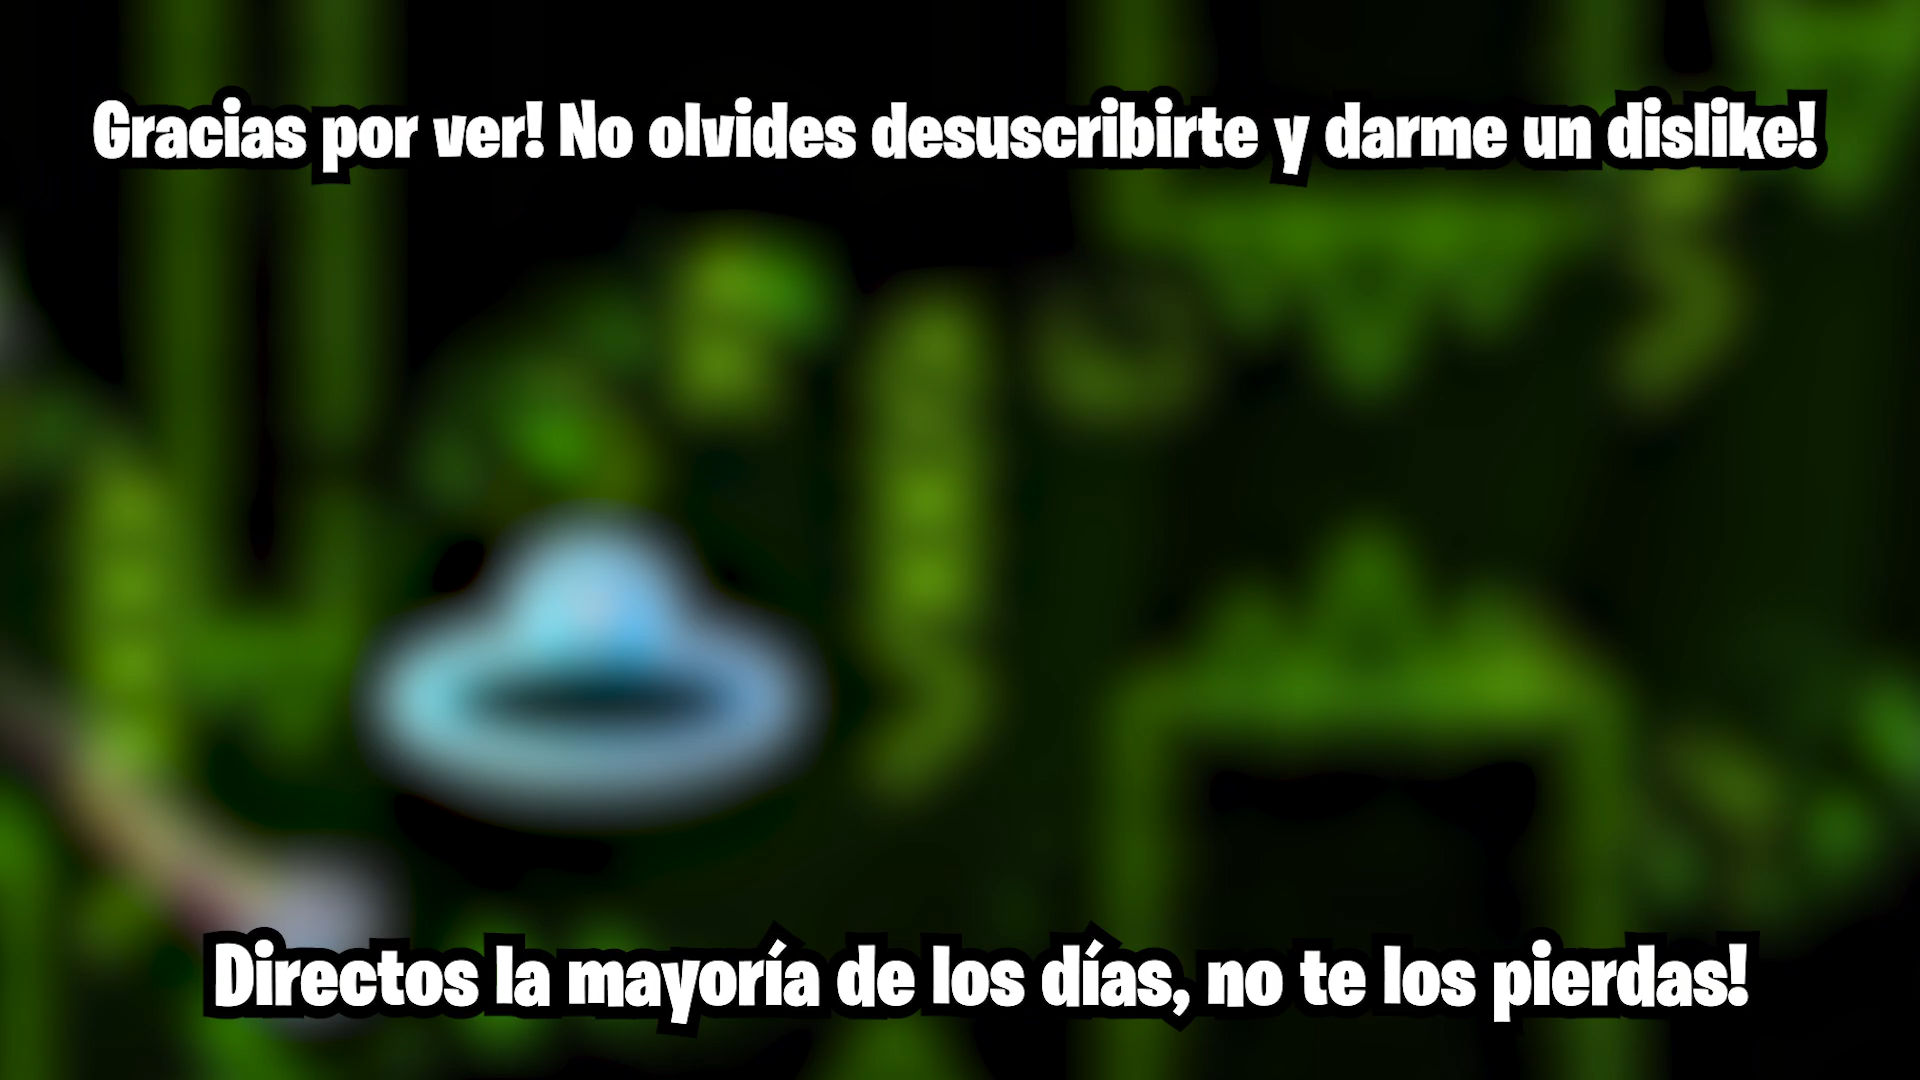 Gracias por ver! No olvides desuscribirte y darme un dislike!
Directos la mayoría de los días, no te los pierdas!